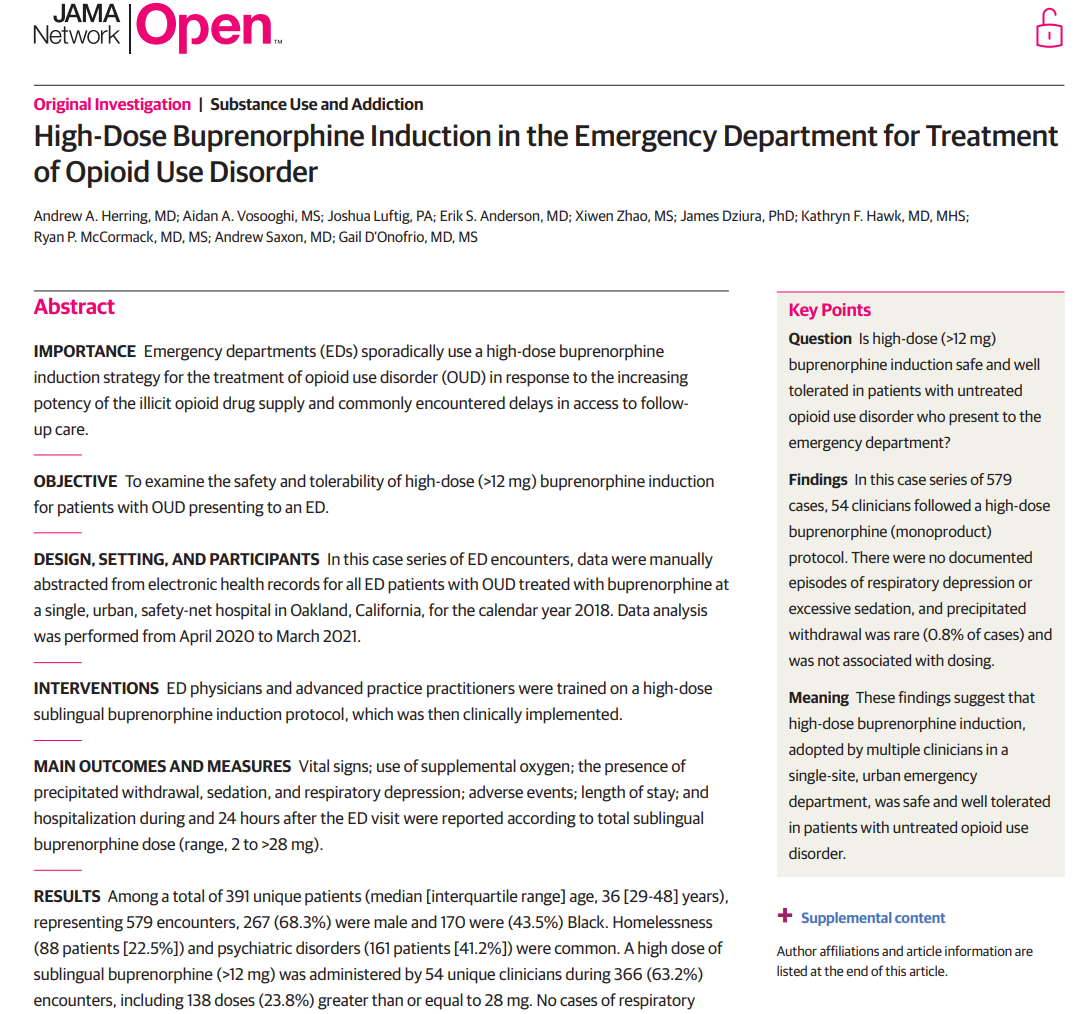 JAMA Network | Open™
Original Investigation | Substance Use and Addiction
High-Dose Buprenorphine Induction in the Emergency Department for Treatment
of Opioid Use Disorder
Andrew A. Herring, MD; Aidan A. Vosooghi, MS; Joshua Luftig, PA; Erik S. Anderson, MD; Xiwen Zhao, MS; James Dziura, PhD; Kathryn F. Hawk, MD, MHS;
Ryan P. McCormack, MD, MS; Andrew Saxon, MD; Gail D'Onofrio, MD, MS
Abstract
IMPORTANCE Emergency departments (EDs) sporadically use a high-dose buprenorphine
induction strategy for the treatment of opioid use disorder (OUD) in response to the increasing
potency of the illicit opioid drug supply and commonly encountered delays in access to follow-
up care.
OBJECTIVE To examine the safety and tolerability of high-dose (>12 mg) buprenorphine induction
for patients with OUD presenting to an ED.
DESIGN, SETTING, AND PARTICIPANTS In this case series of ED encounters, data were manually
abstracted from electronic health records for all ED patients with OUD treated with buprenorphine at
a single, urban, safety-net hospital in Oakland, California, for the calendar year 2018. Data analysis
was performed from April 2020 to March 2021.
INTERVENTIONS ED physicians and advanced practice practitioners were trained on a high-dose
sublingual buprenorphine induction protocol, which was then clinically implemented.
MAIN OUTCOMES AND MEASURES Vital signs; use of supplemental oxygen; the presence of
precipitated withdrawal, sedation, and respiratory depression; adverse events; length of stay; and
hospitalization during and 24 hours after the ED visit were reported according to total sublingual
buprenorphine dose (range, 2 to >28 mg).
RESULTS Among a total of 391 unique patients (median [interquartile range] age, 36 [29-48] years),
representing 579 encounters, 267 (68.3%) were male and 170 were (43.5%) Black. Homelessness
(88 patients [22.5%]) and psychiatric disorders (161 patients [41.2%]) were common. A high dose of
sublingual buprenorphine (>12 mg) was administered by 54 unique clinicians during 366 (63.2%)
encounters, including 138 doses (23.8%) greater than or equal to 28 mg. No cases of respiratory
Key Points
Question Is high-dose (>12 mg)
buprenorphine induction safe and well
tolerated in patients with untreated
opioid use disorder who present to the
emergency department?
Findings In this case series of 579
cases, 54 clinicians followed a high-dose
buprenorphine (monoproduct)
protocol. There were no documented
episodes of respiratory depression or
excessive sedation, and precipitated
withdrawal was rare (0.8% of cases) and
was not associated with dosing.
Meaning These findings suggest that
high-dose buprenorphine induction,
adopted by multiple clinicians in a
single-site, urban emergency
department, was safe and well tolerated
in patients with untreated opioid use
disorder.
+ Supplemental content
Author affiliations and article information are
listed at the end of this article.